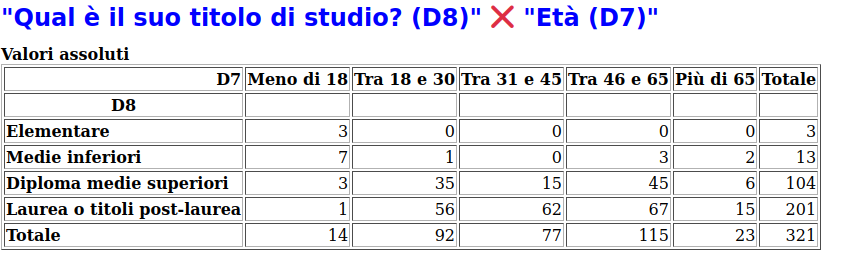 "Qual è il suo titolo di studio? (D8)" ❌ "Età (D7)"
Valori assoluti
D7 Meno di 18 Tra 18 e 30 Tra 31 e 45 Tra 46 e 65 Più di 65 Totale
D8
Elementare 3 0 0 0 0 3
Medie inferiori 7 1 0 3 2 13
Diploma medie superiori 3 35 15 45 6 104
Laurea o titoli post-laurea 1 56 62 67 15 201
Totale 14 92 77 115 23 321